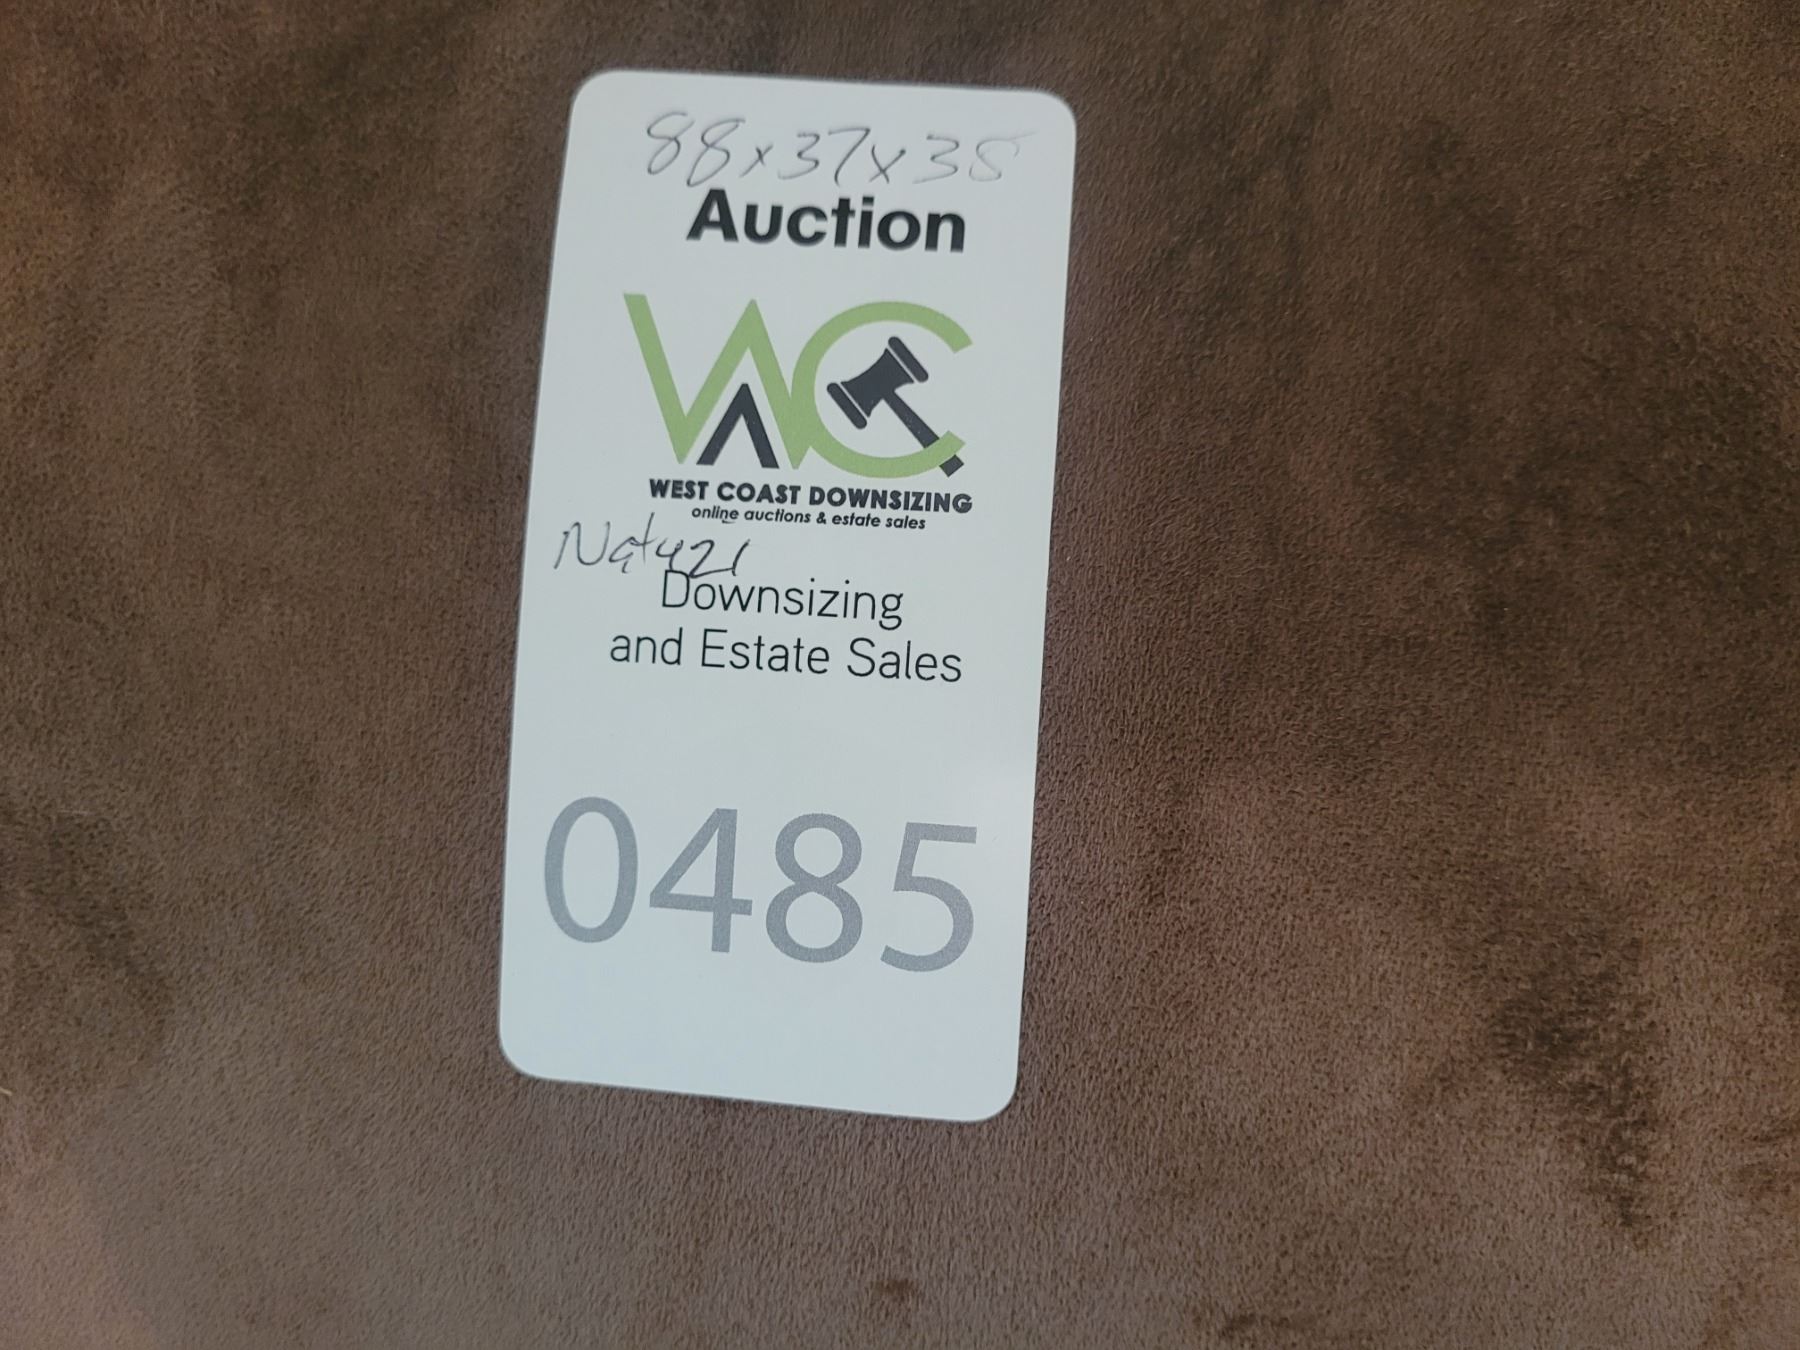 88x37x38
Auction
WC
WEST COAST DOWNSIZING
online auctions & estate sales
Downsizing
and Estate Sales
0485